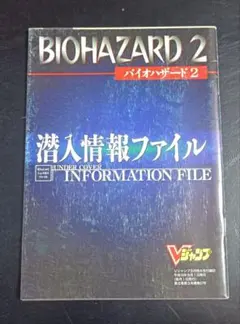 BIOHAZARD 2
バイオハザード2
潜入情報ファイル
UNDER COVER
INFORMATION FILE
Vジャンプ